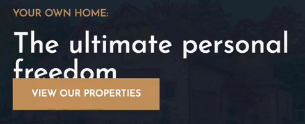 YOUR OWN HOME:
The ultimate personal
freedom
VIEW OUR PROPERTIES